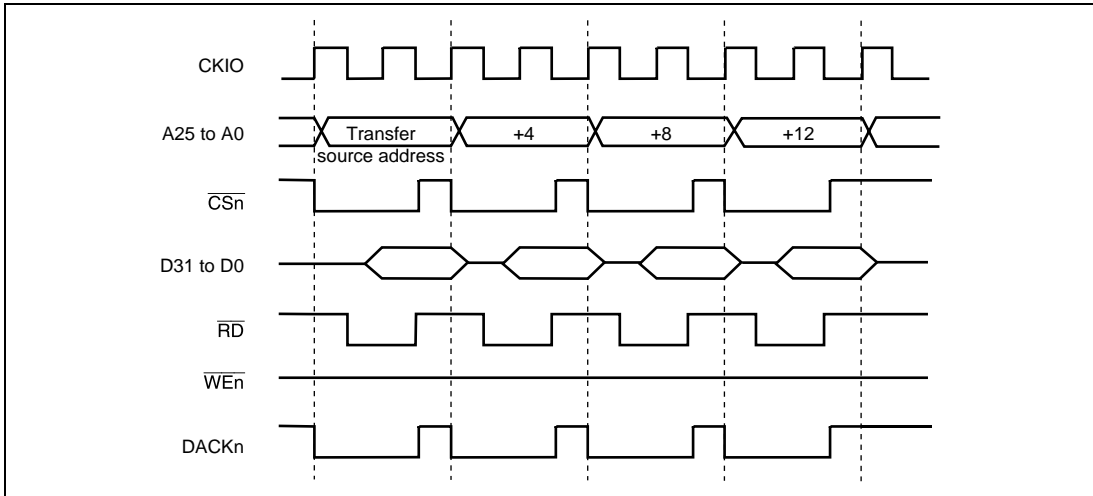 CKIO
A25 to A0
Transfer
source address
+4
+8
+12
CSn
D31 to D0
RD
WEn
DACKn